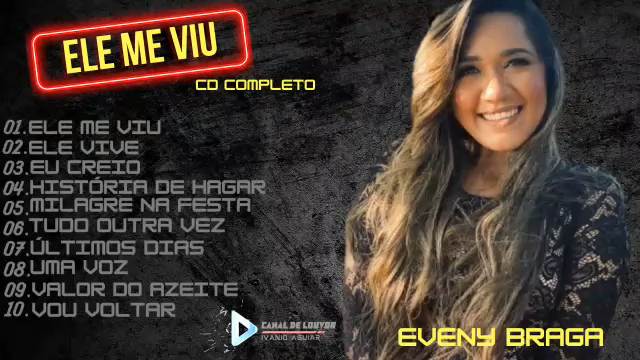 ELE ME VIU
CD COMPLETO
01.ELE ME VIU
02.ELE VIVE
03.EU CREIO
04.HISTÓRIA DE HAGAR
05.MILAGRE NA FESTA
06.TUDO OUTRA VEZ
07.ÚLTIMOS DIAS
08.UMA VOZ
09.VALOR DO AZEITE
10.VOU VOLTAR
CANAL DE LOUVOR
IVANIO AGUIAR
EVENY BRAGA